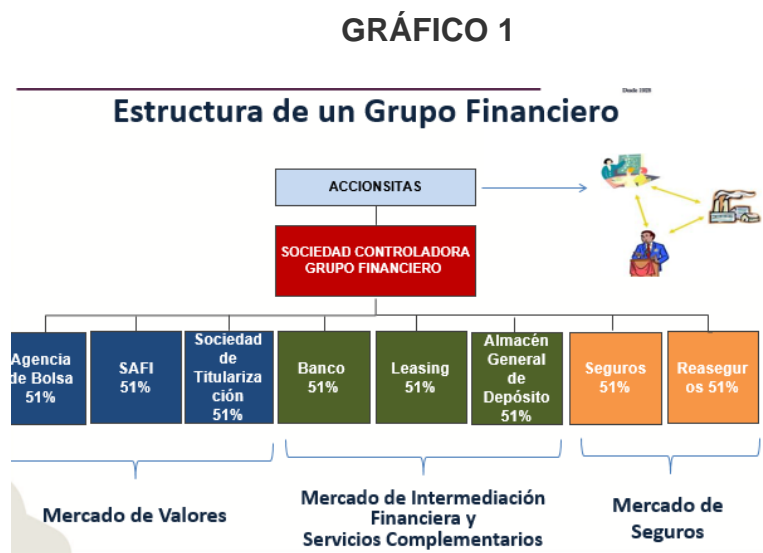 GRÁFICO 1
Desde 1928
Estructura de un Grupo Financiero
ACCIONSITAS
SOCIEDAD CONTROLADORA
GRUPO FINANCIERO
Agencia
de Bolsa
51%
SAFI
51%
Sociedad
de
Titulariza
ción
51%
Banco
51%
Leasing
51%
Almacén
General
de
Depósito
51%
Seguros
51%
Reasegur
os 51%
Mercado de Valores
Mercado de Intermediación
Financiera y
Servicios Complementarios
Mercado de
Seguros